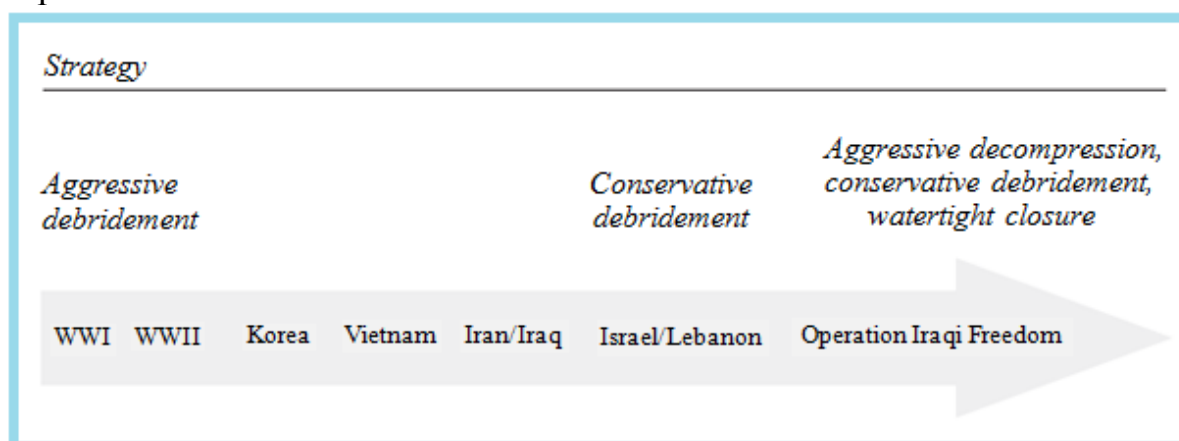 Strategy
Aggressive
debridement
Conservative
debridement
Aggressive decompression,
conservative debridement,
watertight closure
WWI WWII Korea Vietnam Iran/Iraq Israel/Lebanon Operation Iraqi Freedom